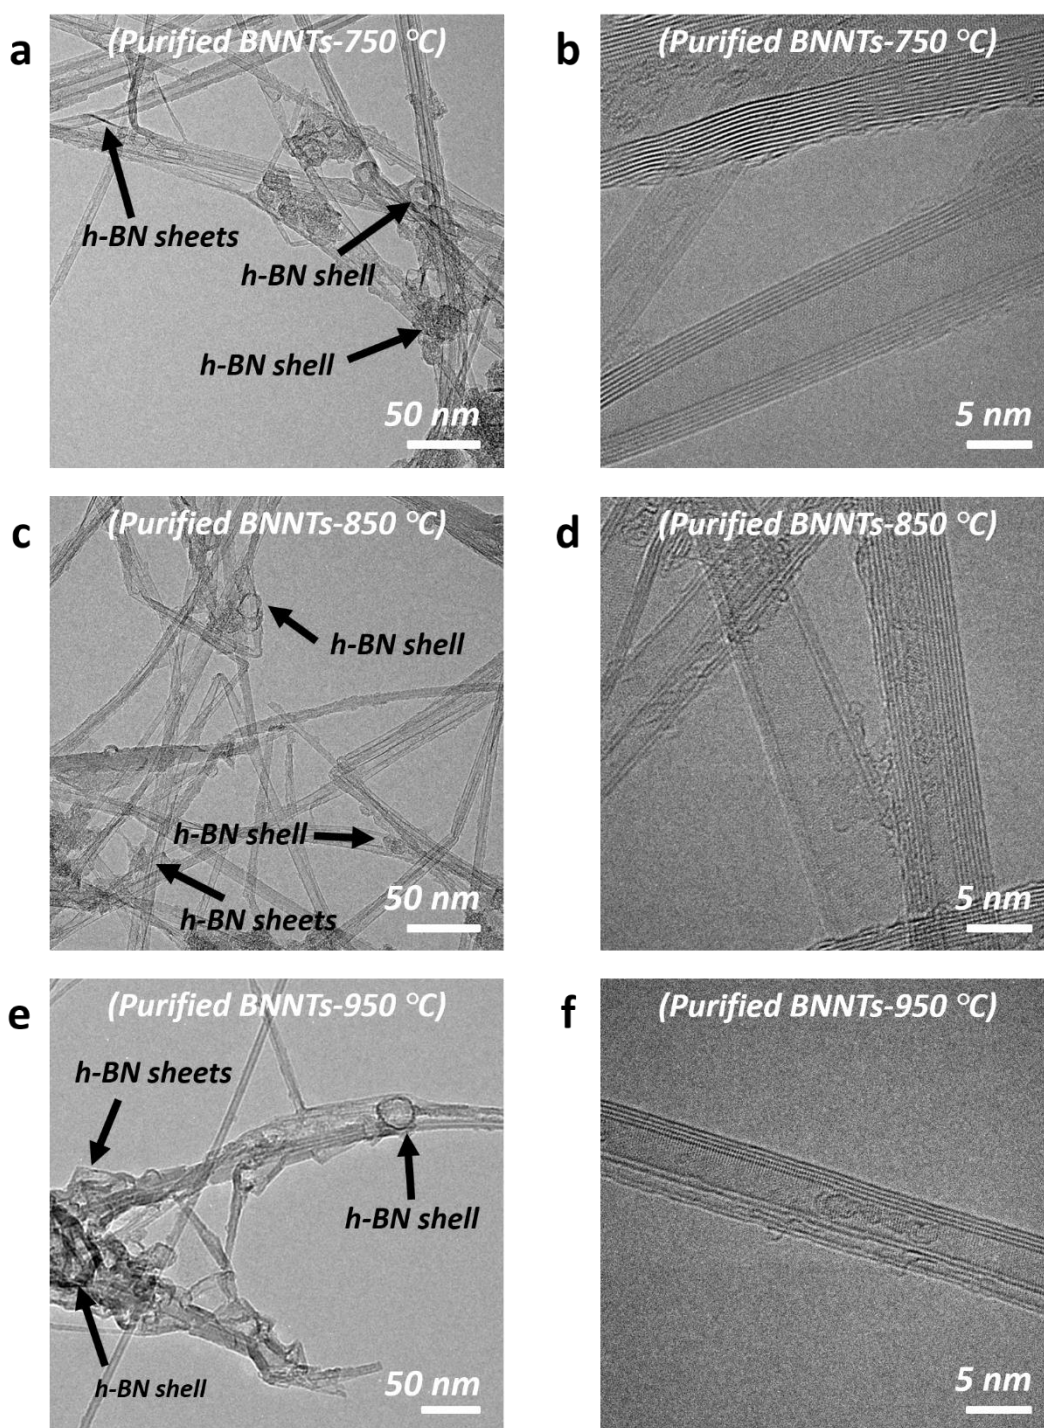 a
(Purified BNNTs-750 °C)
h-BN sheets
h-BN shell
h-BN shell
50 nm
b
(Purified BNNTs-750 °C)
5 nm
c
(Purified BNNTs-850 °C)
h-BN shell
h-BN shell
h-BN sheets
50 nm
d
(Purified BNNTs-850 °C)
5 nm
e
(Purified BNNTs-950 °C)
h-BN sheets
h-BN shell
h-BN shell
50 nm
f
(Purified BNNTs-950 °C)
5 nm